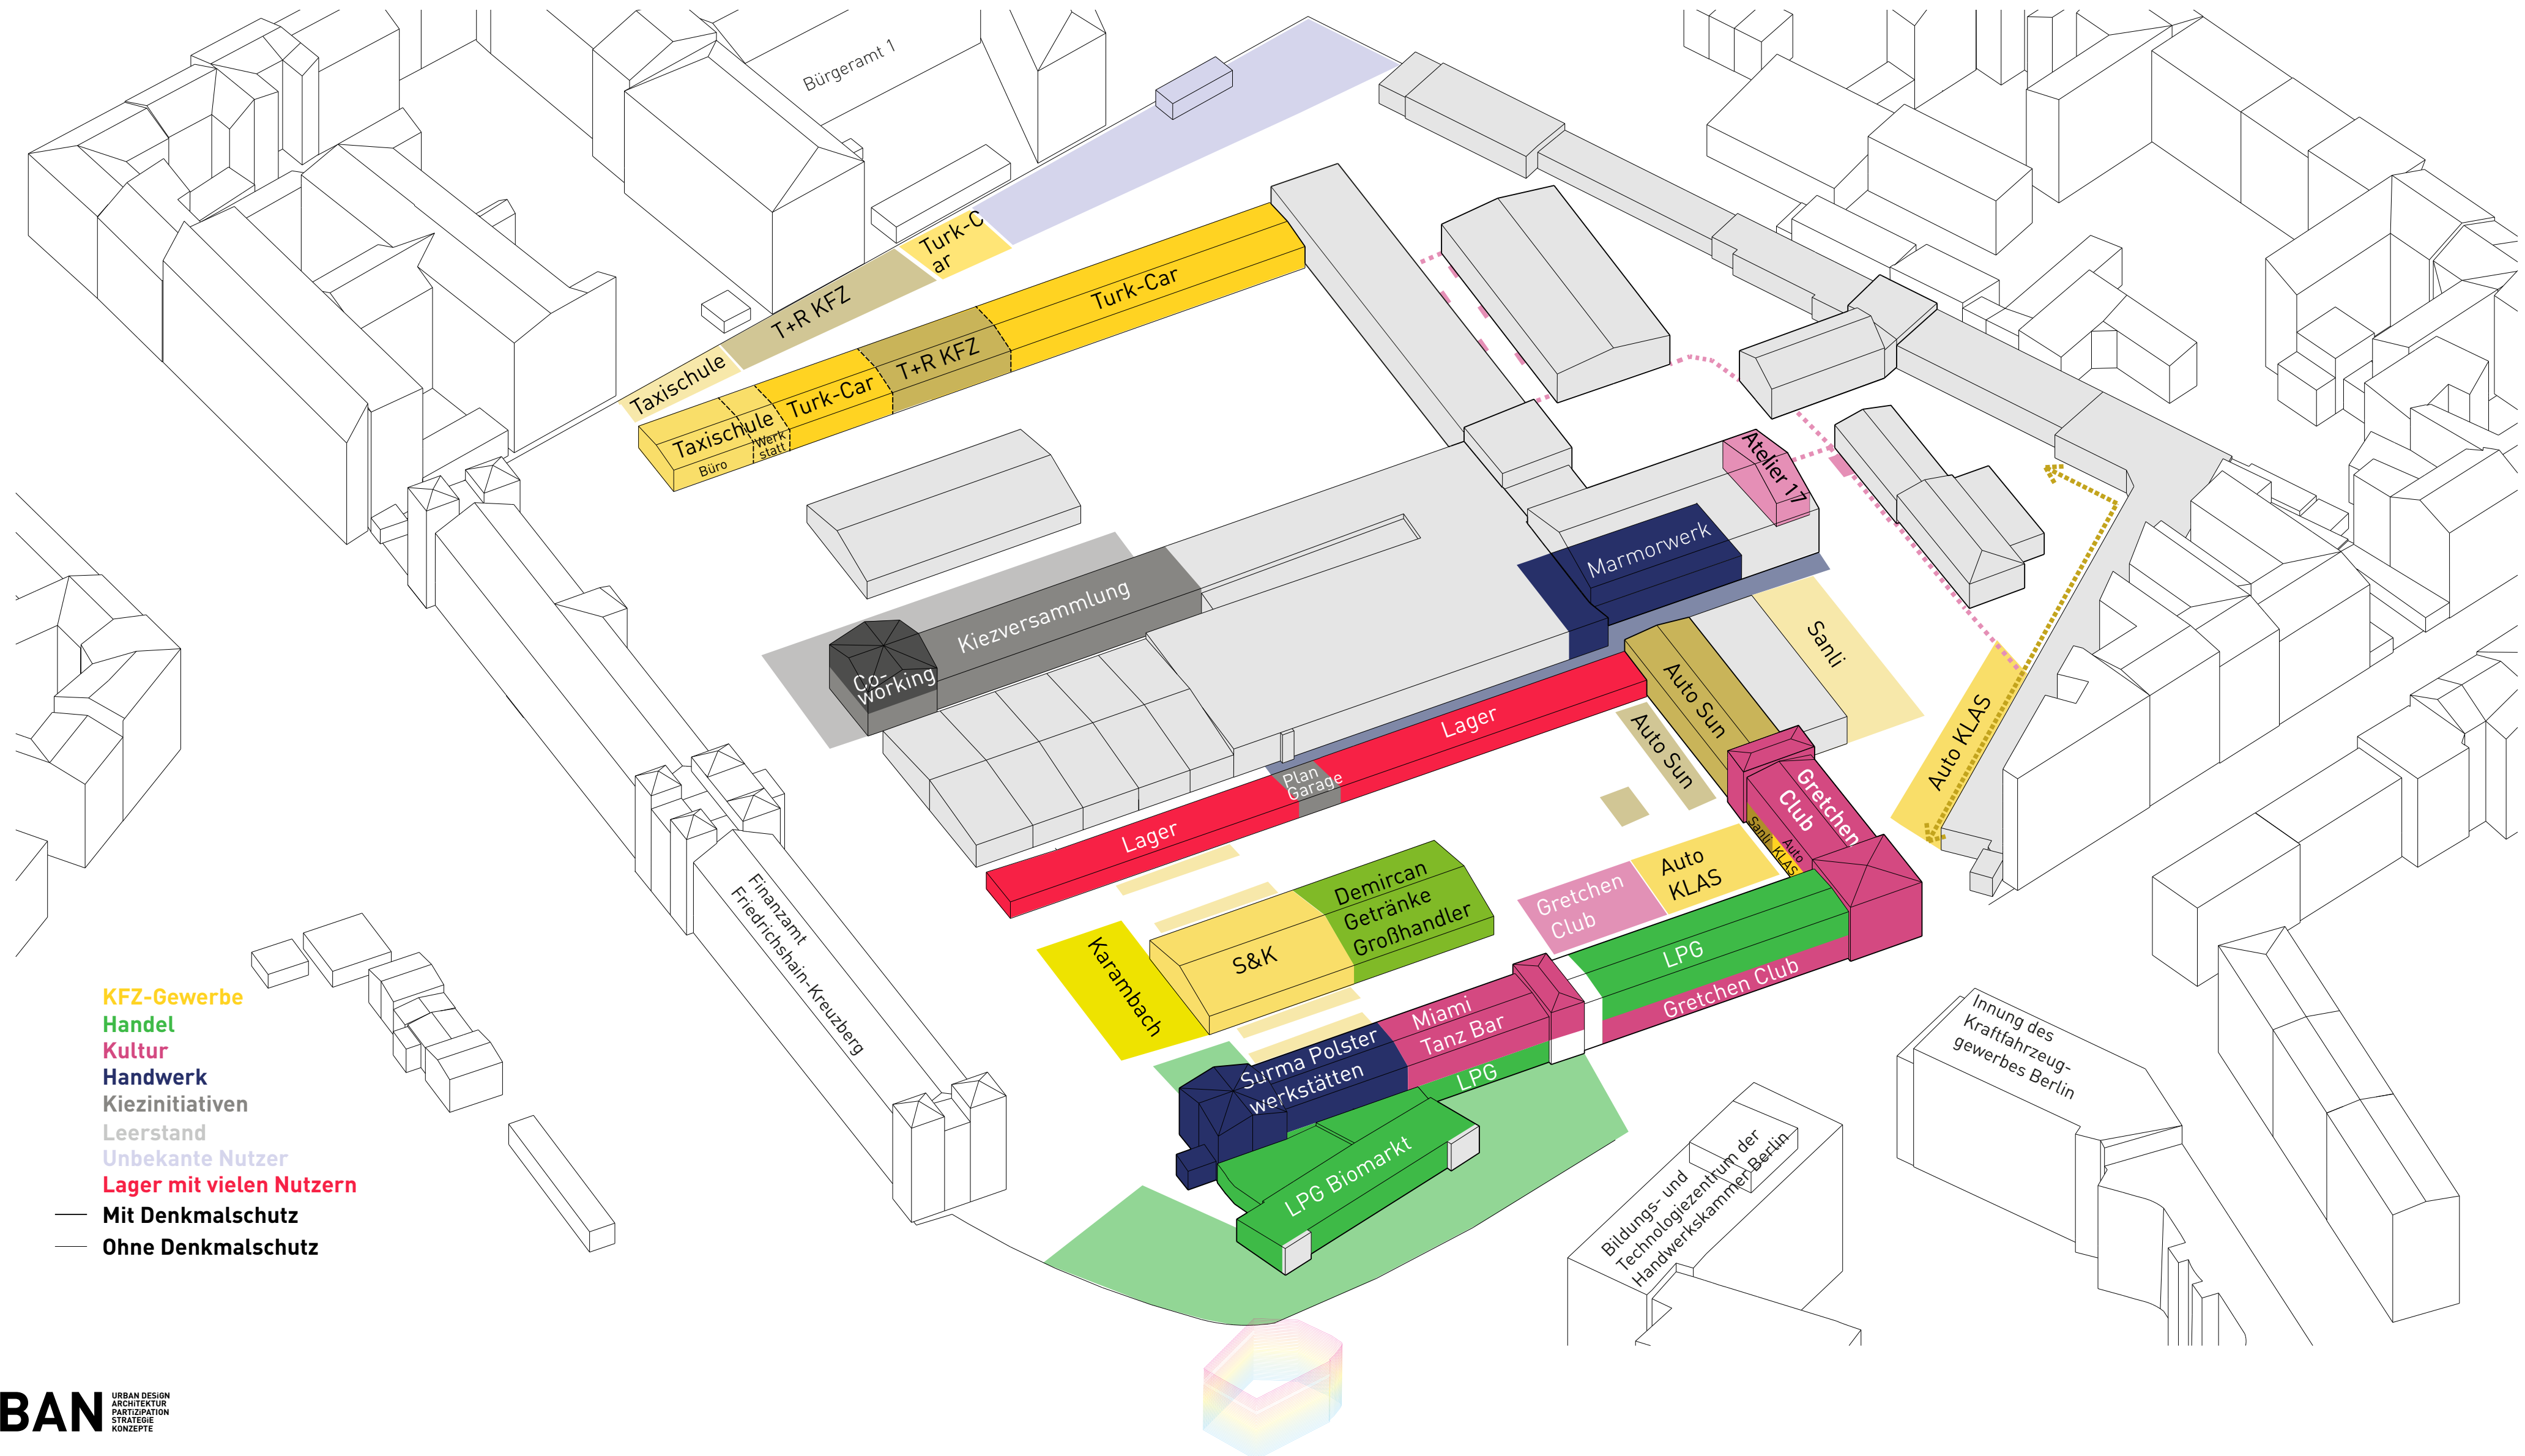 Bürgeramt 1
Turk-C
ar
T+R KFZ
Taxischule
Turk-Car
T+R KFZ
Turk-Car
Taxischule
Büro
Werk
statt
Atelier 17
Marmorwerk
Kiezversammlung
Co-
working
Sanli
Auto Sun
Auto Sun
Lager
Plan
Garage
Lager
Auto KLAS
Gretchen
Club
Sanli
Auto
KLAS
Auto
KLAS
Gretchen
Club
Demircan
Getränke
Großhandler
S&K
Karambach
LPG
Gretchen Club
Miami
Tanz Bar
LPG
Surma Polster
werkstätten
LPG Biomarkt
Finanzamt
Friedrichshain-Kreuzberg
Innung des
Kraftfahrzeug-
gewerbes Berlin
Bildungs- und
Technologiezentrum der
Handwerkskammer Berlin
KFZ-Gewerbe
Handel
Kultur
Handwerk
Kiezinitiativen
Leerstand
Unbekante Nutzer
Lager mit vielen Nutzern
Mit Denkmalschutz
Ohne Denkmalschutz
BAN
URBAN DESiGN
ARCHiTEKTUR
PARTiZiPATION
STRATEGiE
KONZEPTE